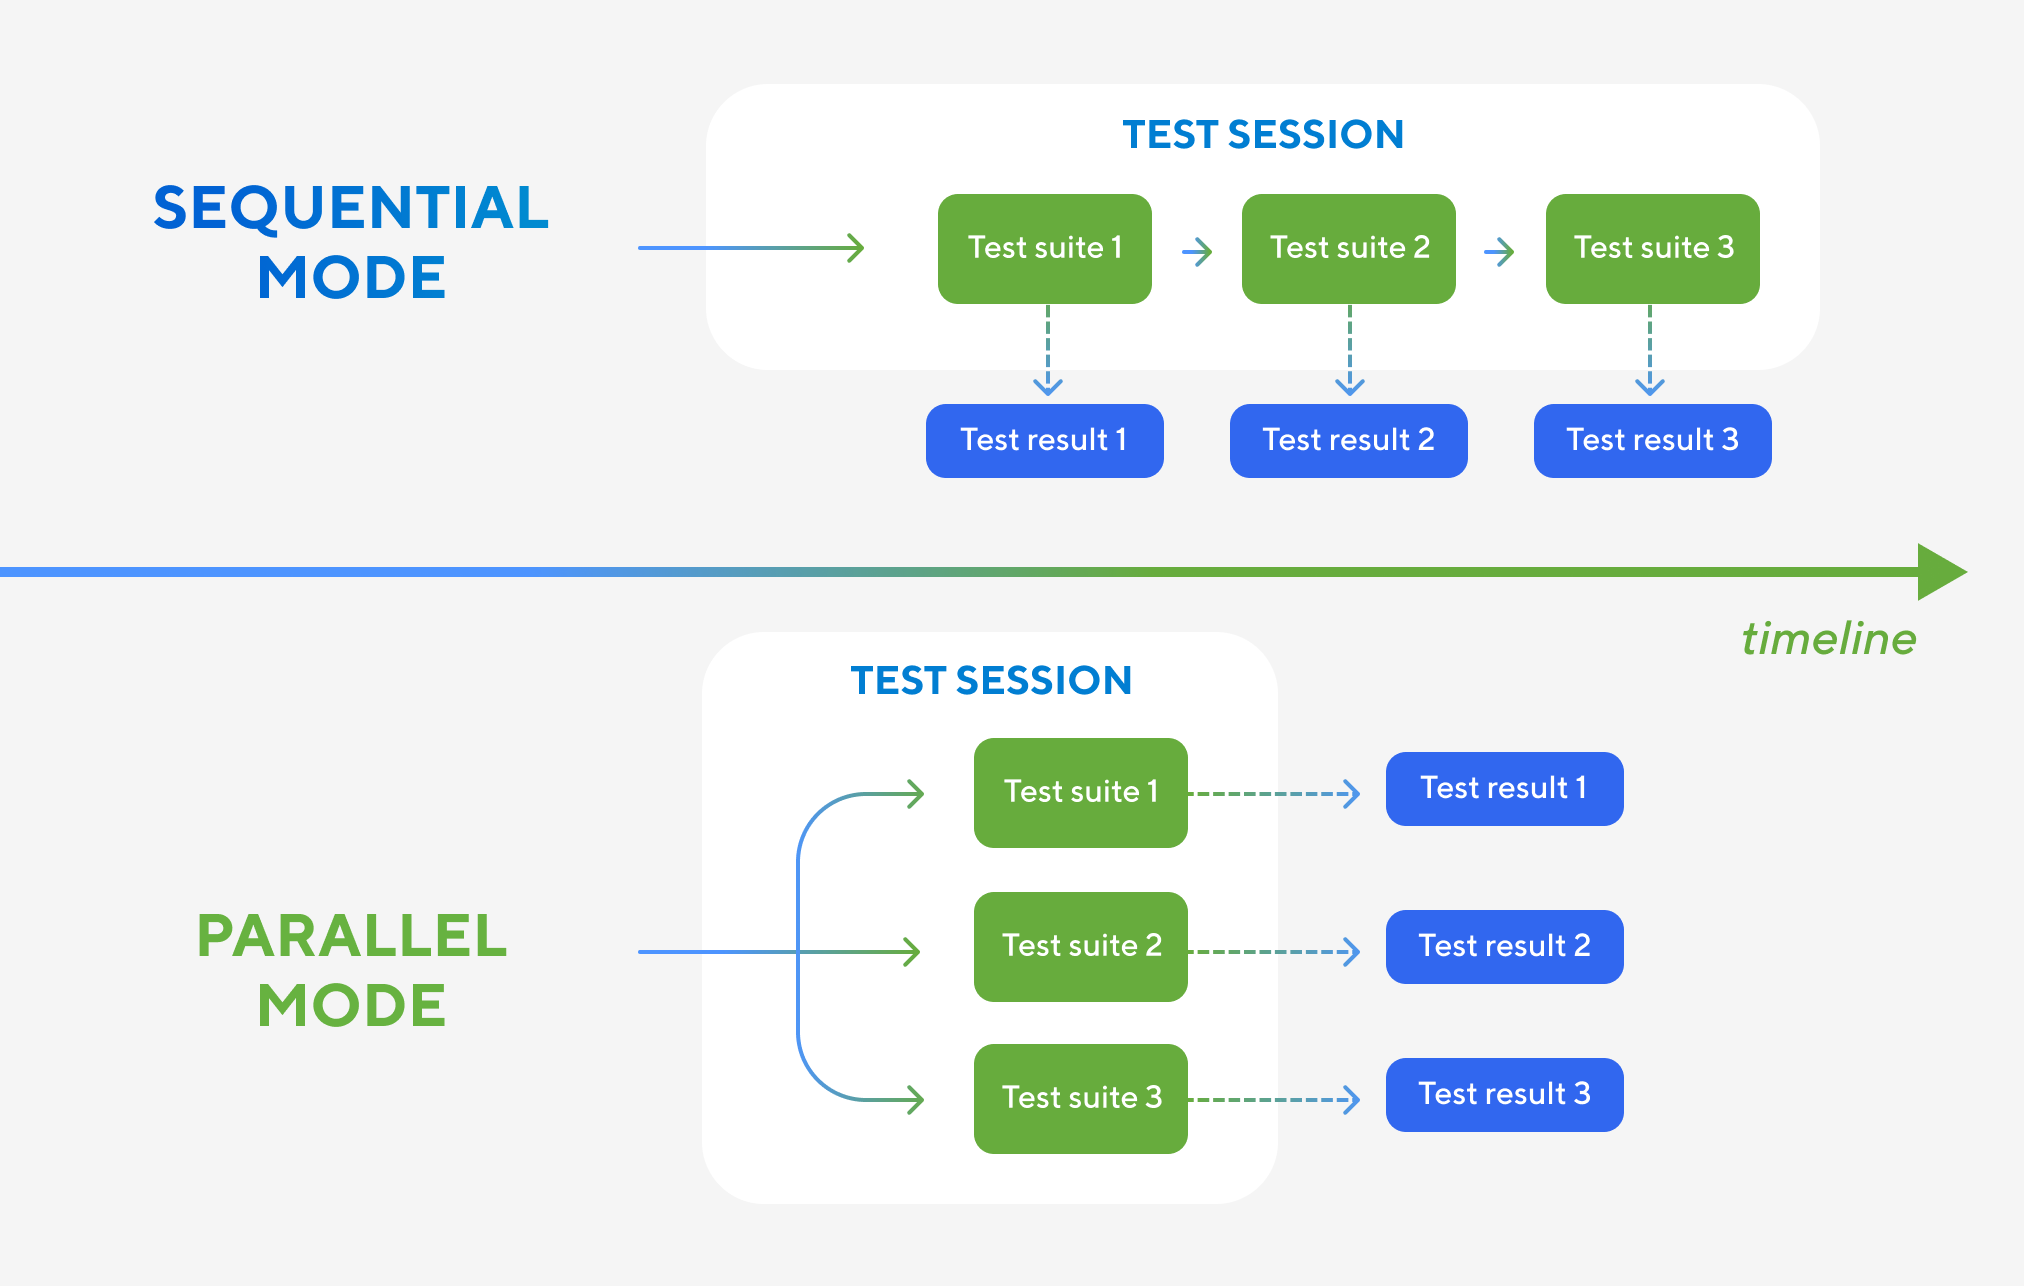 TEST SESSION
SEQUENTIAL
MODE
Test suite 1
Test suite 2
Test suite 3
Test result 1
Test result 2
Test result 3
timeline
TEST SESSION
Test suite 1
Test result 1
PARALLEL
MODE
Test suite 2
Test result 2
Test suite 3
Test result 3